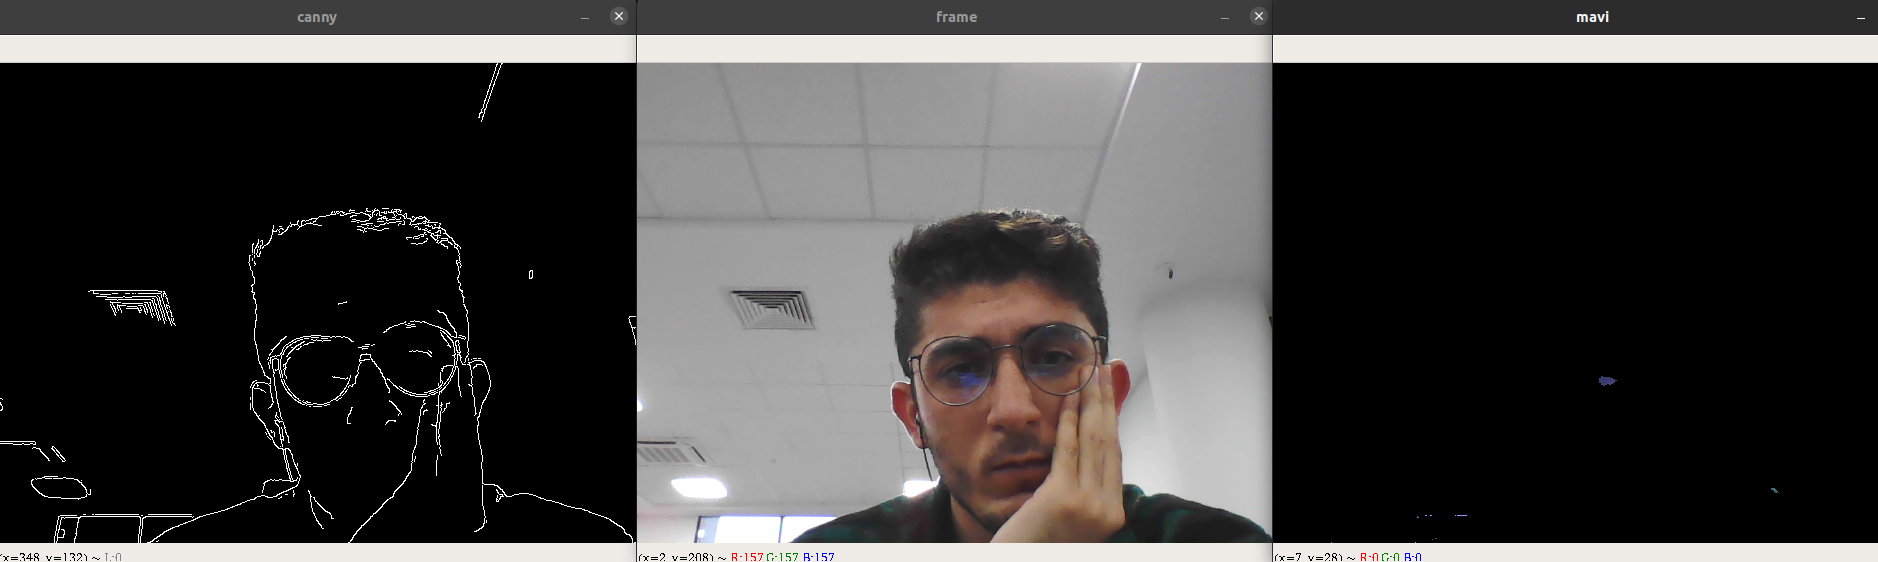 canny
frame
mavi
(x=348, y=132) ~ L:0
(x=2, y=208) ~ R:157 G:157 B:157
(x=7, y=28) ~ R:0 G:0 B:0